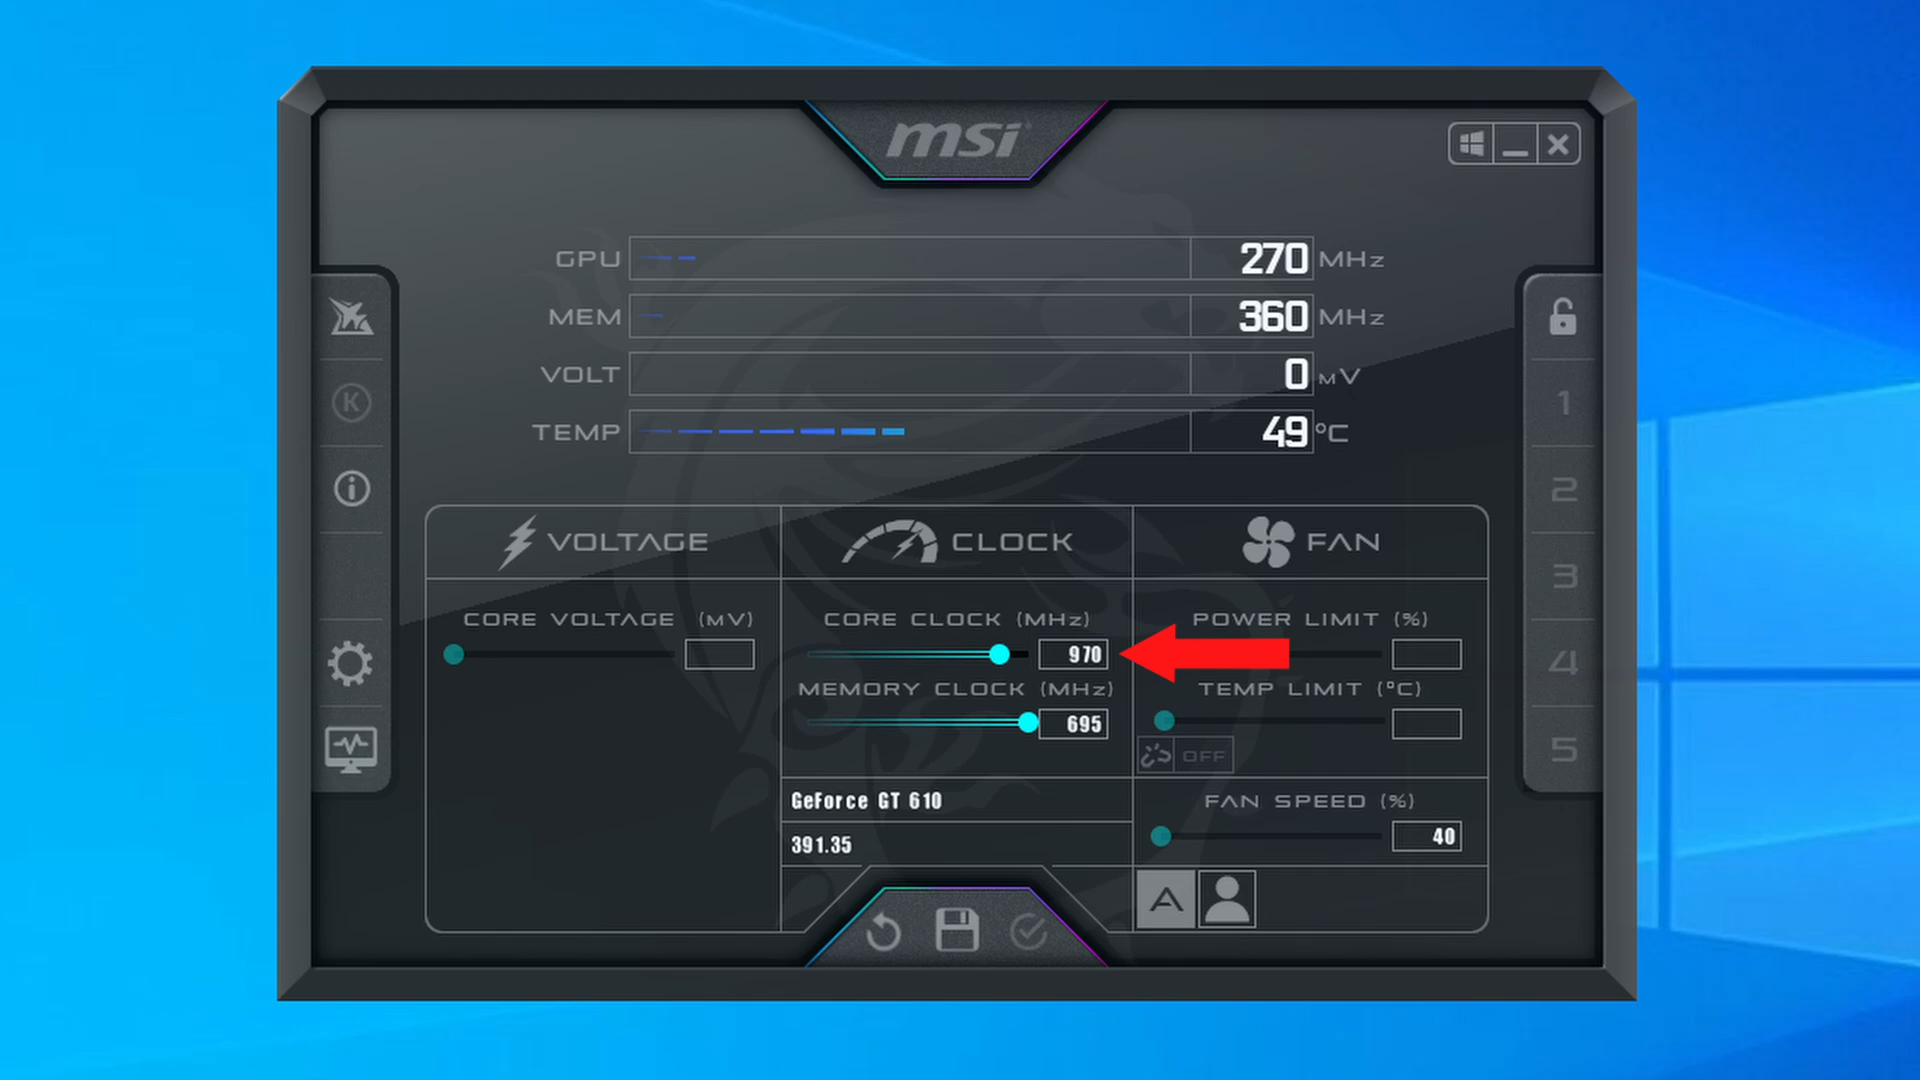 msi
GPU 270 MHz
MEM 360 MHz
VOLT 0 mV
TEMP 49 °C
K
1
2
3
4
5
VOLTAGE
CLOCK
FAN
CORE VOLTAGE (MV)
CORE CLOCK (MHz)
970
POWER LIMIT (%)
MEMORY CLOCK (MHz)
695
TEMP LIMIT (°C)
OFF
GeForce GT 610
391.35
FAN SPEED (%)
40
A